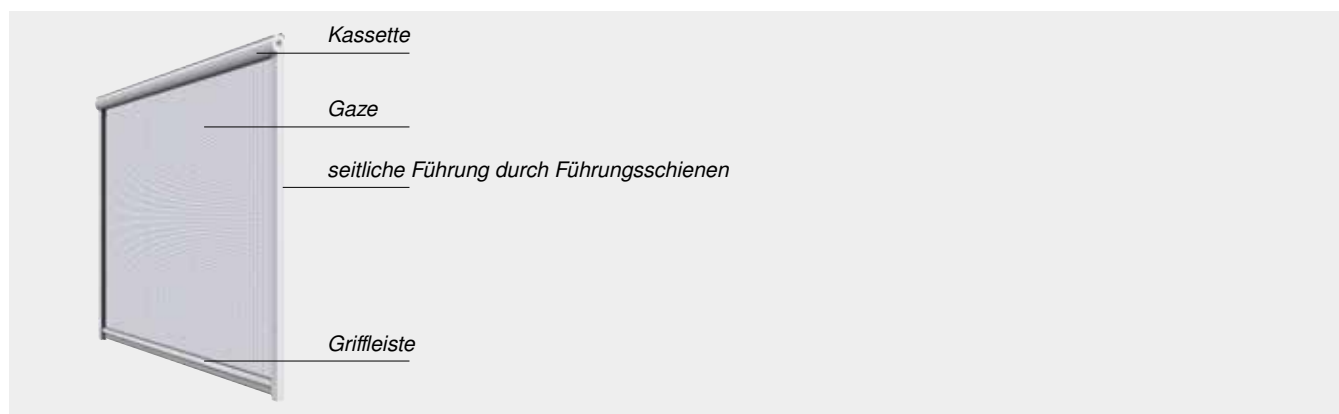 Kassette
Gaze
seitliche Führung durch Führungsschienen
Griffleiste